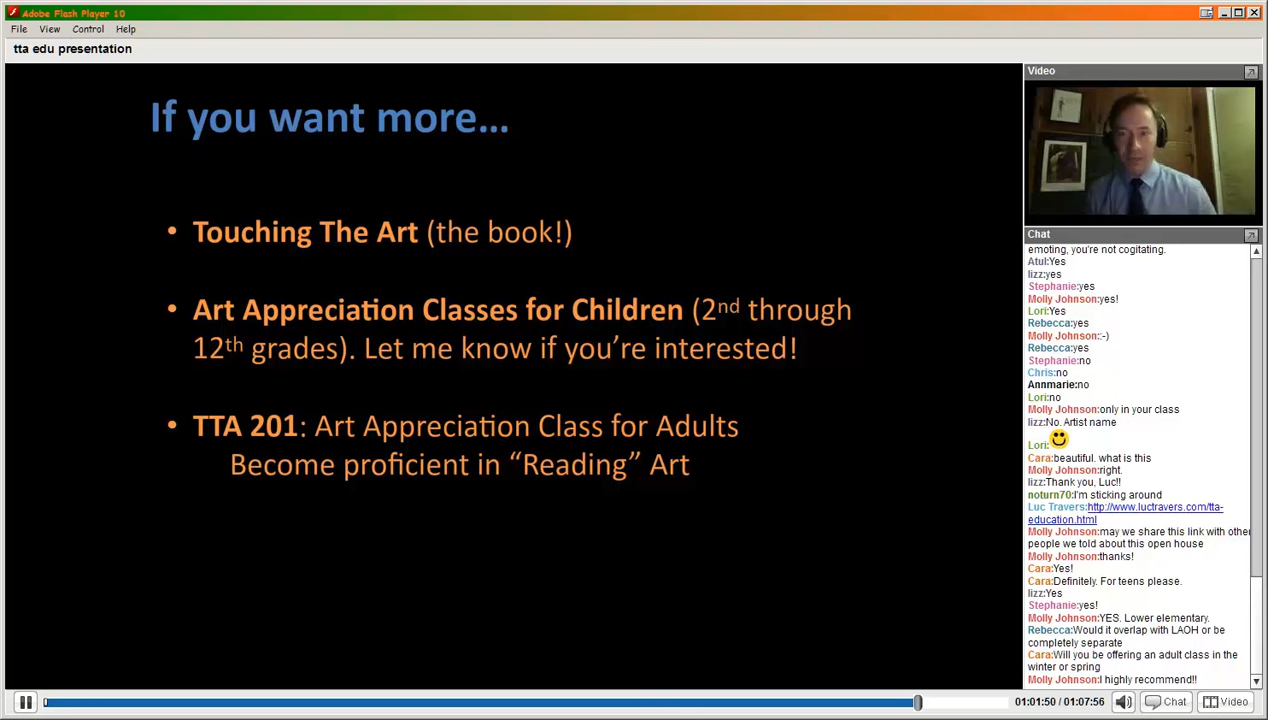 Adobe Flash Player 10
File View Control Help
tta edu presentation
If you want more...
• Touching The Art (the book!)
• Art Appreciation Classes for Children (2nd through
12th grades). Let me know if you're interested!
• TTA 201: Art Appreciation Class for Adults
Become proficient in “Reading” Art
Video
Chat
emoting, you're not cogitating.
Atul:Yes
lizz:yes
Stephanie:yes
Molly Johnson:yes!
Lori:Yes
Rebecca:yes
Molly Johnson::-)
Rebecca:yes
Stephanie:no
Chris:no
Annmarie:no
Lori:no
Molly Johnson:only in your class
lizz:No. Artist name
Lori:
Cara:beautiful. what is this
Molly Johnson:right.
lizz:Thank you, Luc!!
noturn70:I'm sticking around
Luc Travers:http://www.luctravers.com/tta-
education.html
Molly Johnson:may we share this link with other
people we told about this open house
Molly Johnson:thanks!
Cara:Yes!
Cara:Definitely. For teens please.
lizz:Yes
Stephanie:yes!
Molly Johnson:YES. Lower elementary.
Rebecca:Would it overlap with LAOH or be
completely separate
Cara:Will you be offering an adult class in the
winter or spring
Molly Johnson:I highly recommend!!
01:01:50 / 01:07:56 Chat Video